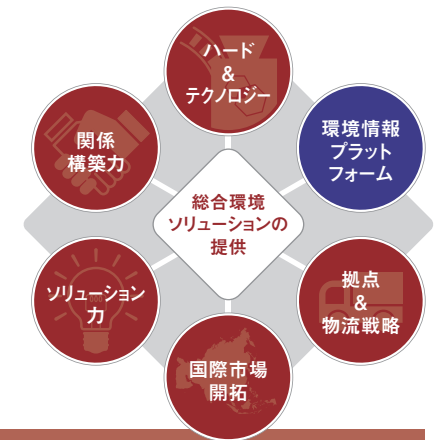 ハード
&
テクノロジー
環境情報
プラット
フォーム
関係
構築力
総合環境
ソリューションの
提供
ソリューション
力
拠点
&
物流戦略
国際市場
開拓